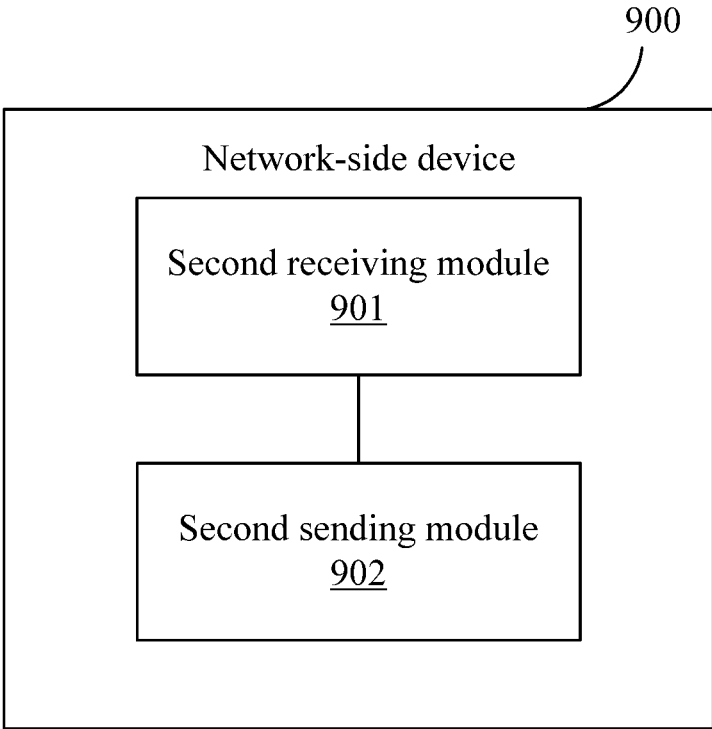 900
Network-side device
Second receiving module
901
Second sending module
902